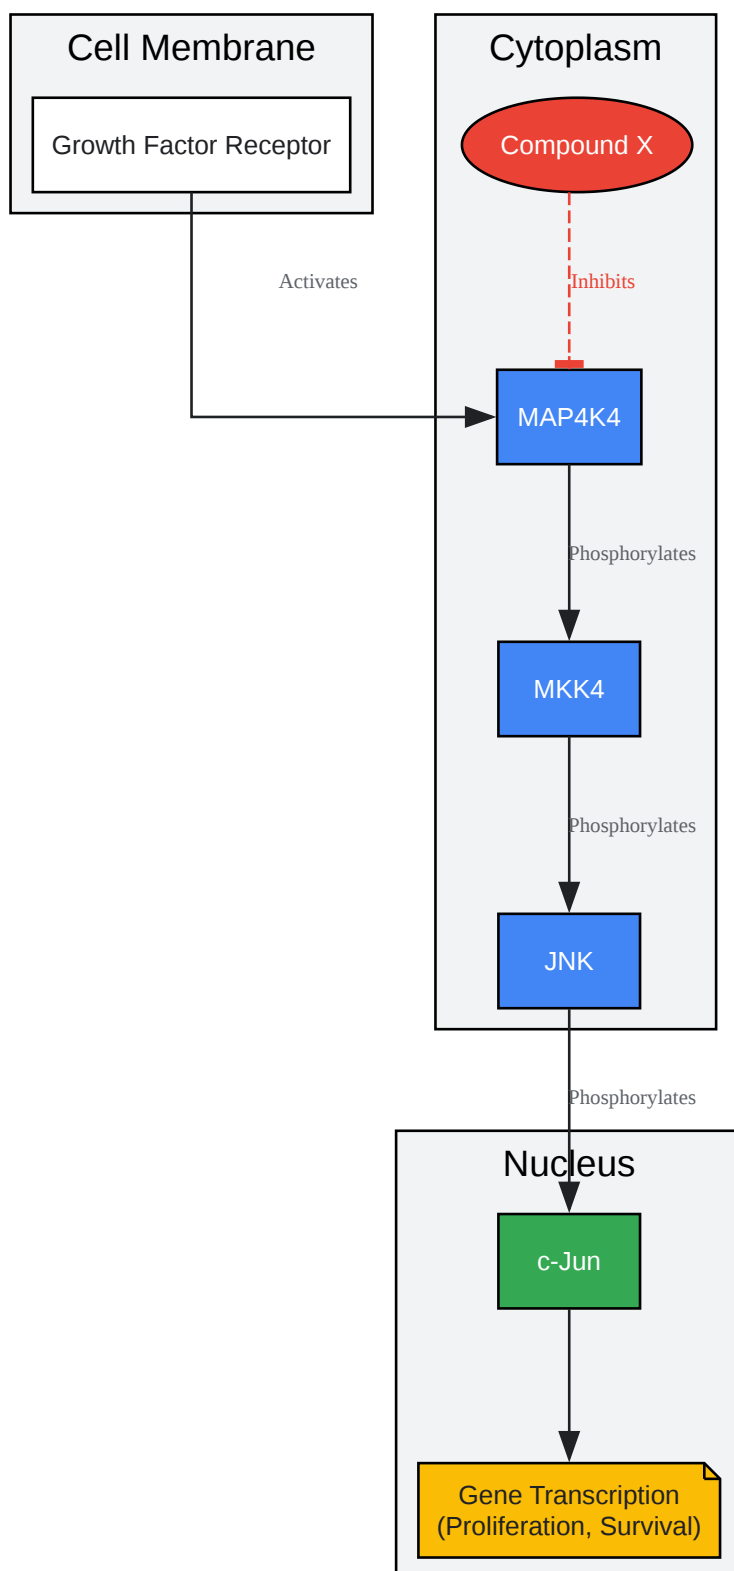 Cell Membrane
Growth Factor Receptor
Cytoplasm
Compound X
Activates
Inhibits
MAP4K4
Phosphorylates
MKK4
Phosphorylates
JNK
Phosphorylates
Nucleus
c-Jun
Gene Transcription
(Proliferation, Survival)